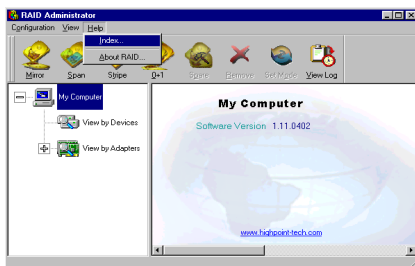 RAID Administrator
Configuration View Help
Index...
About RAID...
Mirror Span Stripe 0+1 Spare Remove Set Mode View Log
My Computer
View by Devices
View by Adapters
My Computer
Software Version 1.11.0402
www.highpoint-tech.com